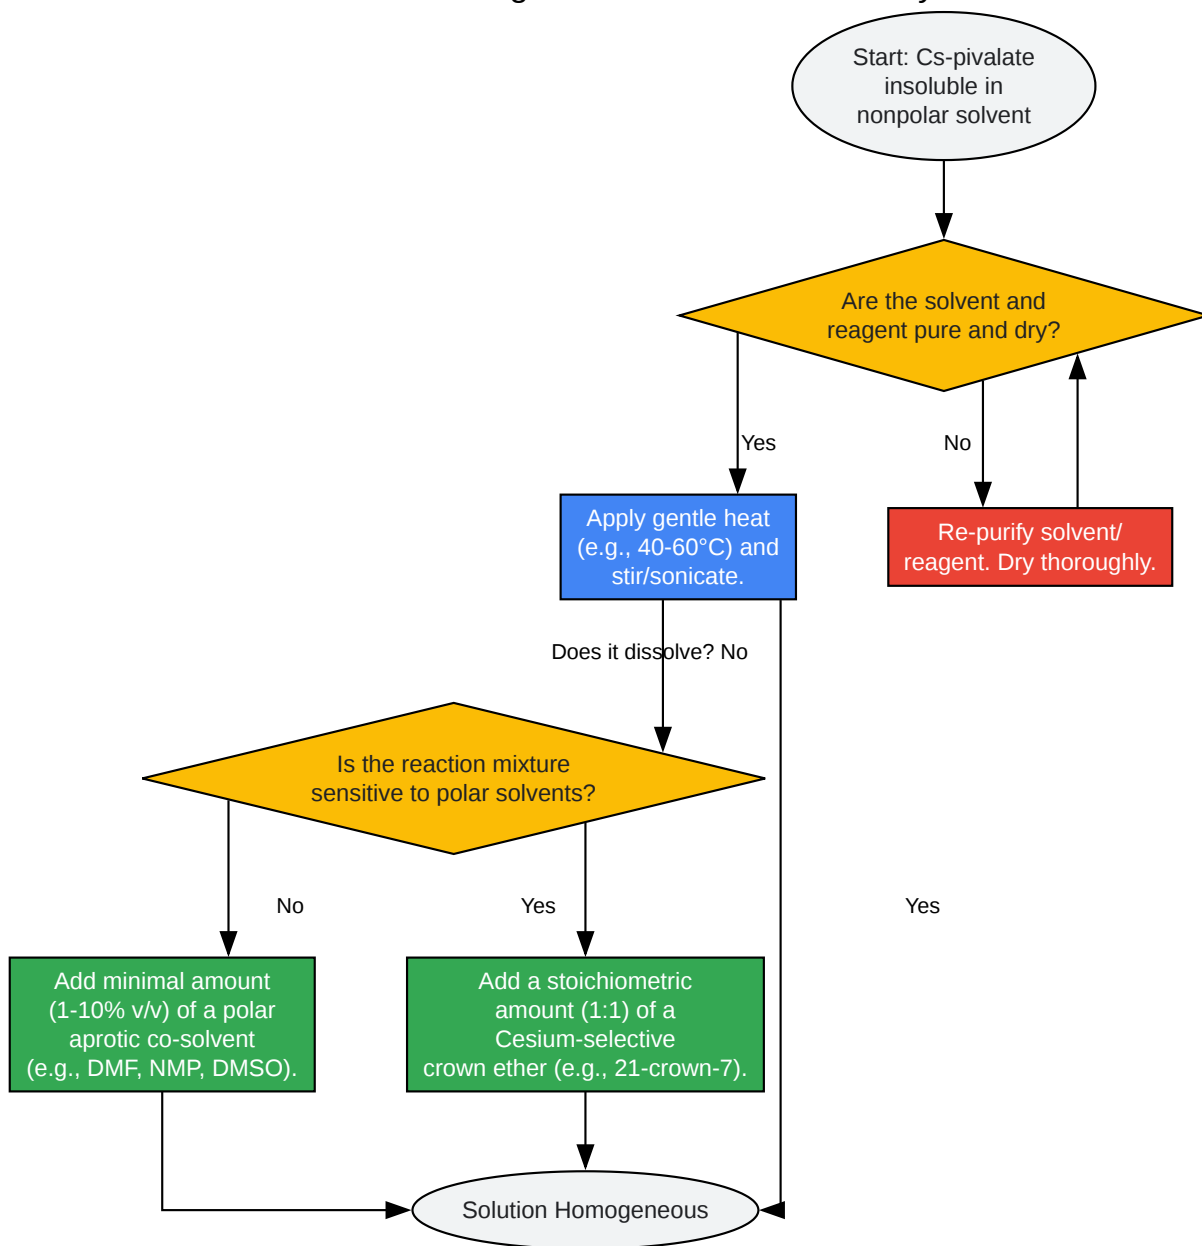 Start: Cs-pivalate
insoluble in
nonpolar solvent
Are the solvent and
reagent pure and dry?
Yes
No
Apply gentle heat
(e.g., 40-60°C) and
stir/sonicate.
Re-purify solvent/
reagent. Dry thoroughly.
Does it dissolve? No
Is the reaction mixture
sensitive to polar solvents?
No
Yes
Yes
Add minimal amount
(1-10% v/v) of a polar
aprotic co-solvent
(e.g., DMF, NMP, DMSO).
Add a stoichiometric
amount (1:1) of a
Cesium-selective
crown ether (e.g., 21-crown-7).
Solution Homogeneous